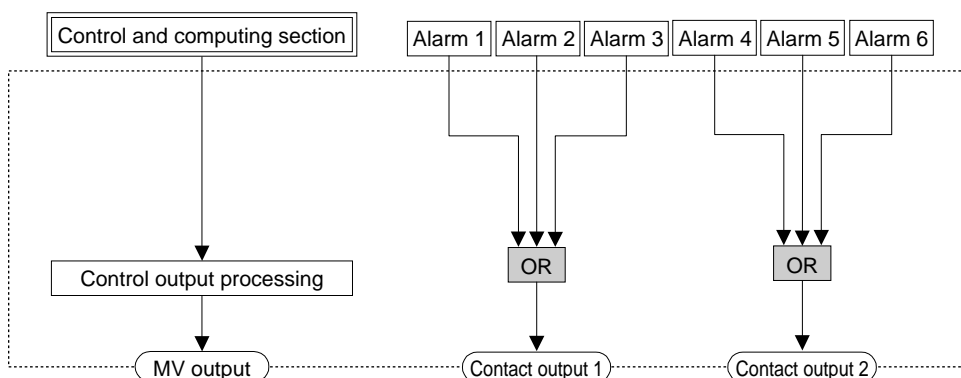 Control and computing section
Alarm 1 Alarm 2 Alarm 3 Alarm 4 Alarm 5 Alarm 6
OR OR
Control output processing
MV output Contact output 1 Contact output 2